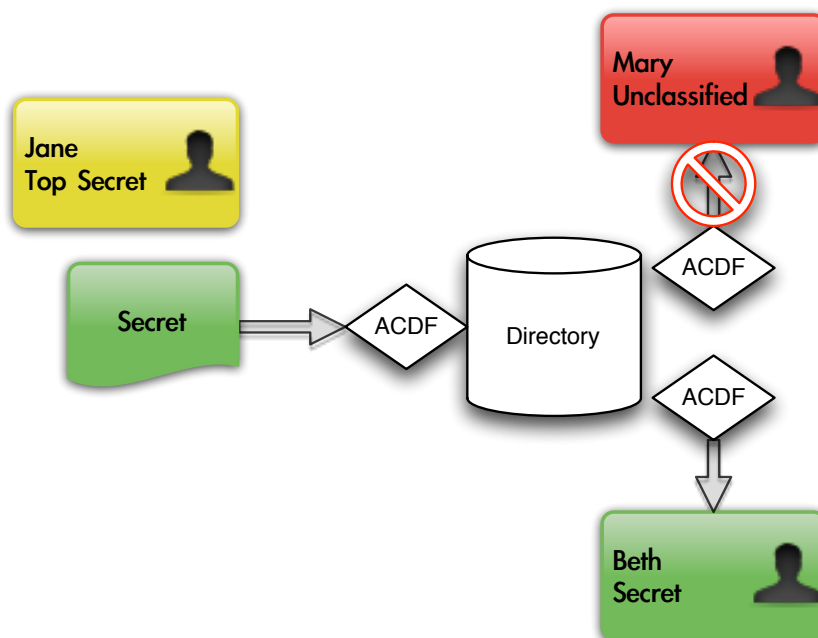 Mary
Unclassified
Jane
Top Secret
ACDF
Secret
ACDF
Directory
ACDF
Beth
Secret